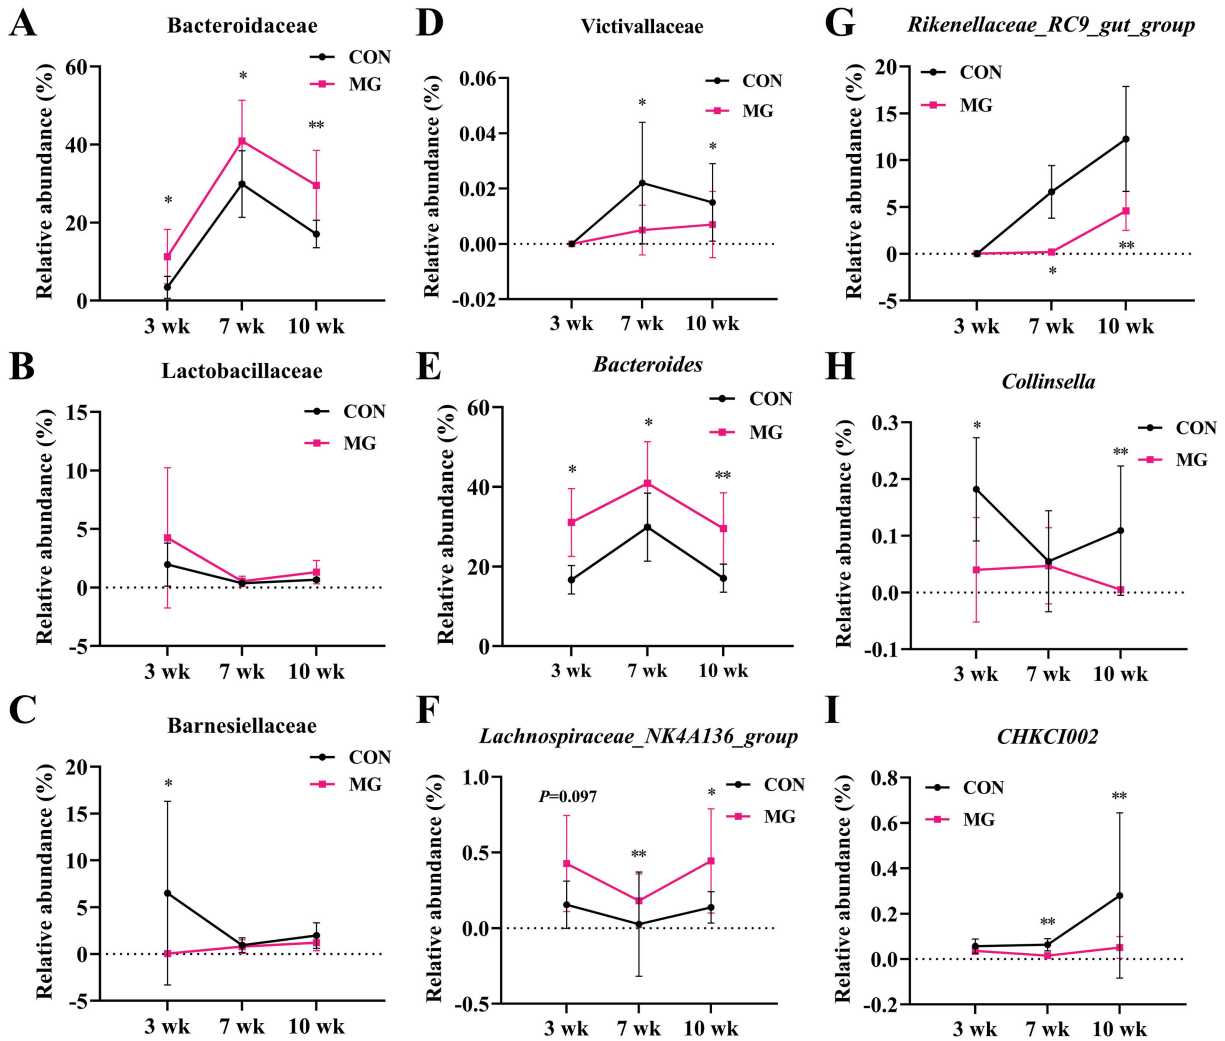 A
Bacteroidaceae
Relative abundance (%)
60
40
20
0
*
*
**
CON
MG
3 wk
7 wk
10 wk
D
Victivallaceae
Relative abundance (%)
0.06
0.04
0.02
0.00
-0.02
*
*
CON
MG
3 wk
7 wk
10 wk
G
Rikenellaceae_RC9_gut_group
Relative abundance (%)
20
15
10
5
0
-5
CON
MG
*
**
3 wk
7 wk
10 wk
B
Lactobacillaceae
Relative abundance (%)
15
10
5
0
-5
CON
MG
3 wk
7 wk
10 wk
E
Bacteroides
Relative abundance (%)
60
40
20
0
*
*
**
CON
MG
3 wk
7 wk
10 wk
H
Collinsella
Relative abundance (%)
0.3
0.2
0.1
0.0
-0.1
*
**
CON
MG
3 wk
7 wk
10 wk
C
Barnesiellaceae
Relative abundance (%)
20
15
10
5
0
-5
*
CON
MG
3 wk
7 wk
10 wk
F
Lachnospiraceae_NK4A136_group
Relative abundance (%)
1.0
0.5
0.0
-0.5
P=0.097
**
*
CON
MG
3 wk
7 wk
10 wk
I
CHKCI002
Relative abundance (%)
0.8
0.6
0.4
0.2
0.0
-0.2
CON
MG
**
**
3 wk
7 wk
10 wk